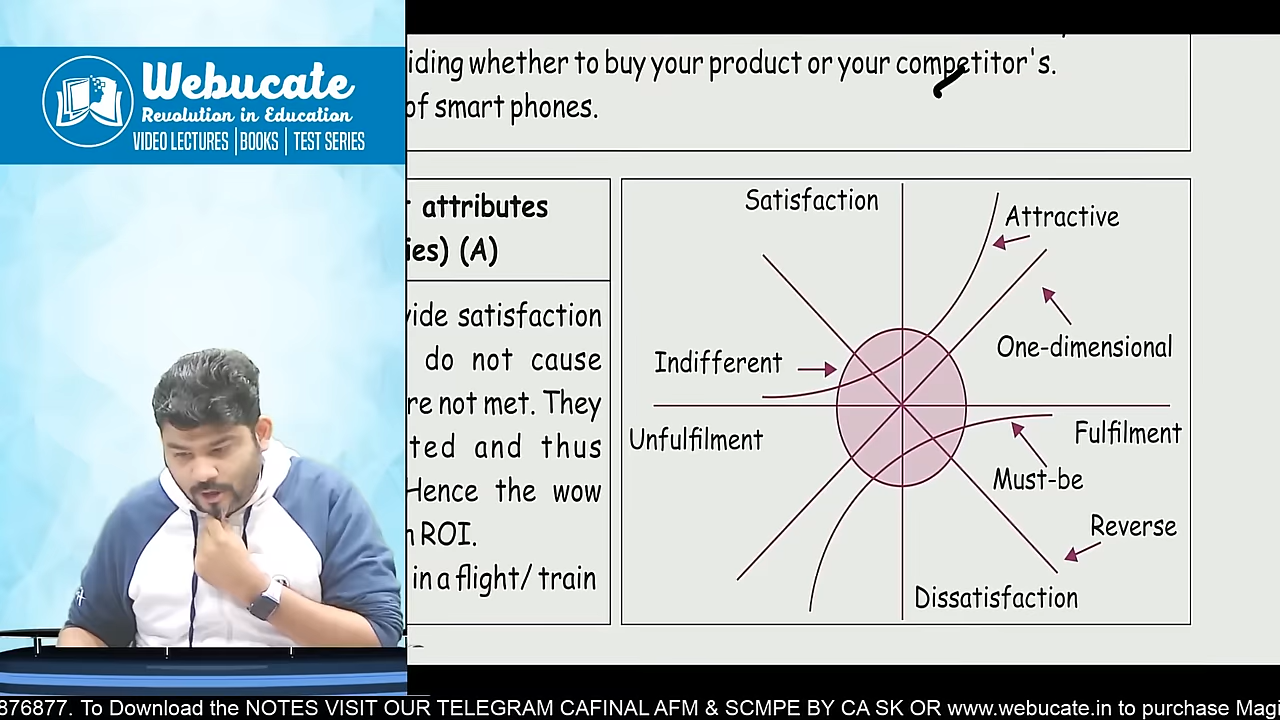 Webucate
Revolution in Education
VIDEO LECTURES | BOOKS | TEST SERIES
iding whether to buy your product or your competitor's.
of smart phones.
attributes
ies) (A)
vide satisfaction
do not cause
re not met. They
ted and thus
Hence the wow
ROI.
in a flight/ train
Satisfaction
Attractive
One-dimensional
Indifferent
Unfulfilment
Fulfilment
Must-be
Reverse
Dissatisfaction
876877. To Download the NOTES VISIT OUR TELEGRAM CAFINAL AFM & SCMPE BY CA SK OR www.webucate.in to purchase Mag